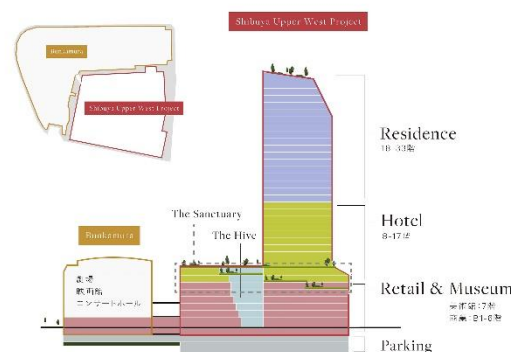 Shibuya Upper West Project
Bunkamura
Shibuya Upper West Project
Residence
18-33階
The Sanctuary
The Hive
Hotel
8-17階
Bunkamura
劇場
映画館
コンサートホール
Retail & Museum
美術館:7階
商業:B1-6階
Parking